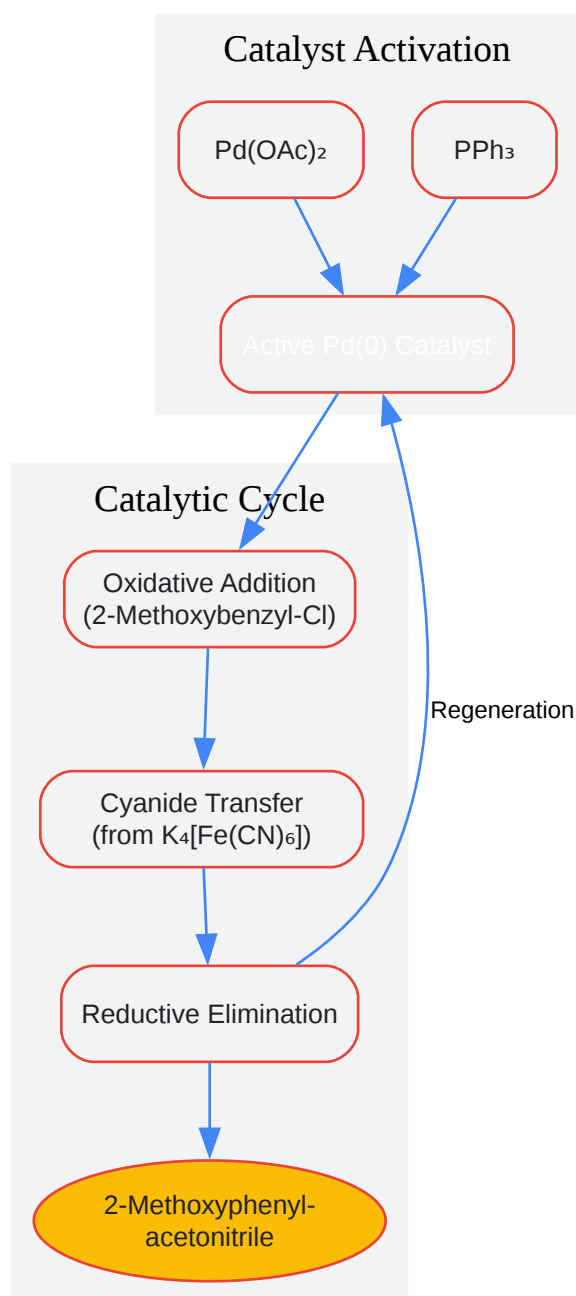 Catalyst Activation
Pd(OAc)₂
PPh₃
Active Pd(0) Catalyst
Catalytic Cycle
Oxidative Addition
(2-Methoxybenzyl-Cl)
Regeneration
Cyanide Transfer
(from K₄[Fe(CN)₆])
Reductive Elimination
2-Methoxyphenyl-
acetonitrile